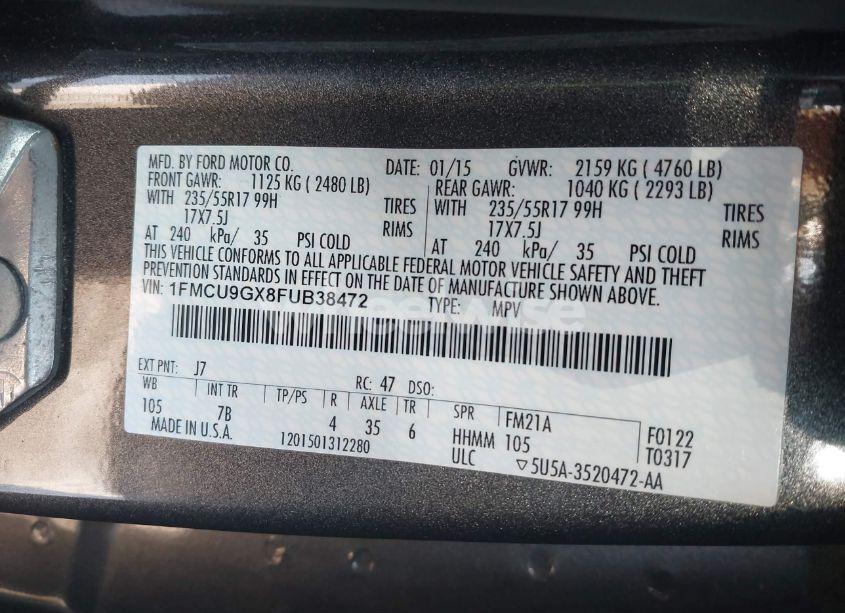 MFD. BY FORD MOTOR CO. DATE: 01/15 GVWR: 2159 KG ( 4760 LB)
FRONT GAWR: 1125 KG ( 2480 LB) REAR GAWR: 1040 KG ( 2293 LB)
WITH 235/55R17 99H TIRES WITH 235/55R17 99H TIRES
17X7.5J RIMS 17X7.5J RIMS
AT 240 kPa/ 35 PSI COLD AT 240 kPa/ 35 PSI COLD
THIS VEHICLE CONFORMS TO ALL APPLICABLE FEDERAL MOTOR VEHICLE SAFETY AND THEFT
PREVENTION STANDARDS IN EFFECT ON THE DATE OF MANUFACTURE SHOWN ABOVE.
VIN: 1FMCU9GX8FUB38472 TYPE: MPV
EXT PNT: J7 RC: 47 DSO:
WB INT TR TP/PS R AXLE TR SPR FM21A F0122
105 7B 4 35 6 HHMM 105 T0317
MADE IN U.S.A. 1201501312280 ULC ▽5U5A-3520472-AA